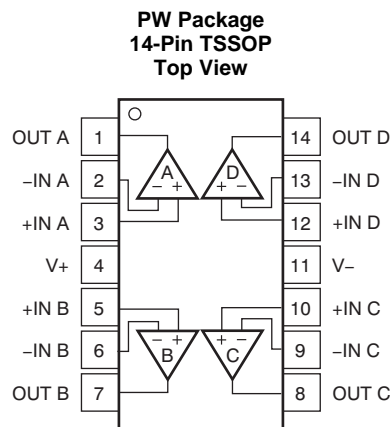 PW Package
14-Pin TSSOP
Top View
OUT A 1 14 OUT D
−IN A 2 A D 13 −IN D
− + + −
+IN A 3 12 +IN D
V+ 4 11 V−
+IN B 5 10 +IN C
− + + −
−IN B 6 B C 9 −IN C
OUT B 7 8 OUT C